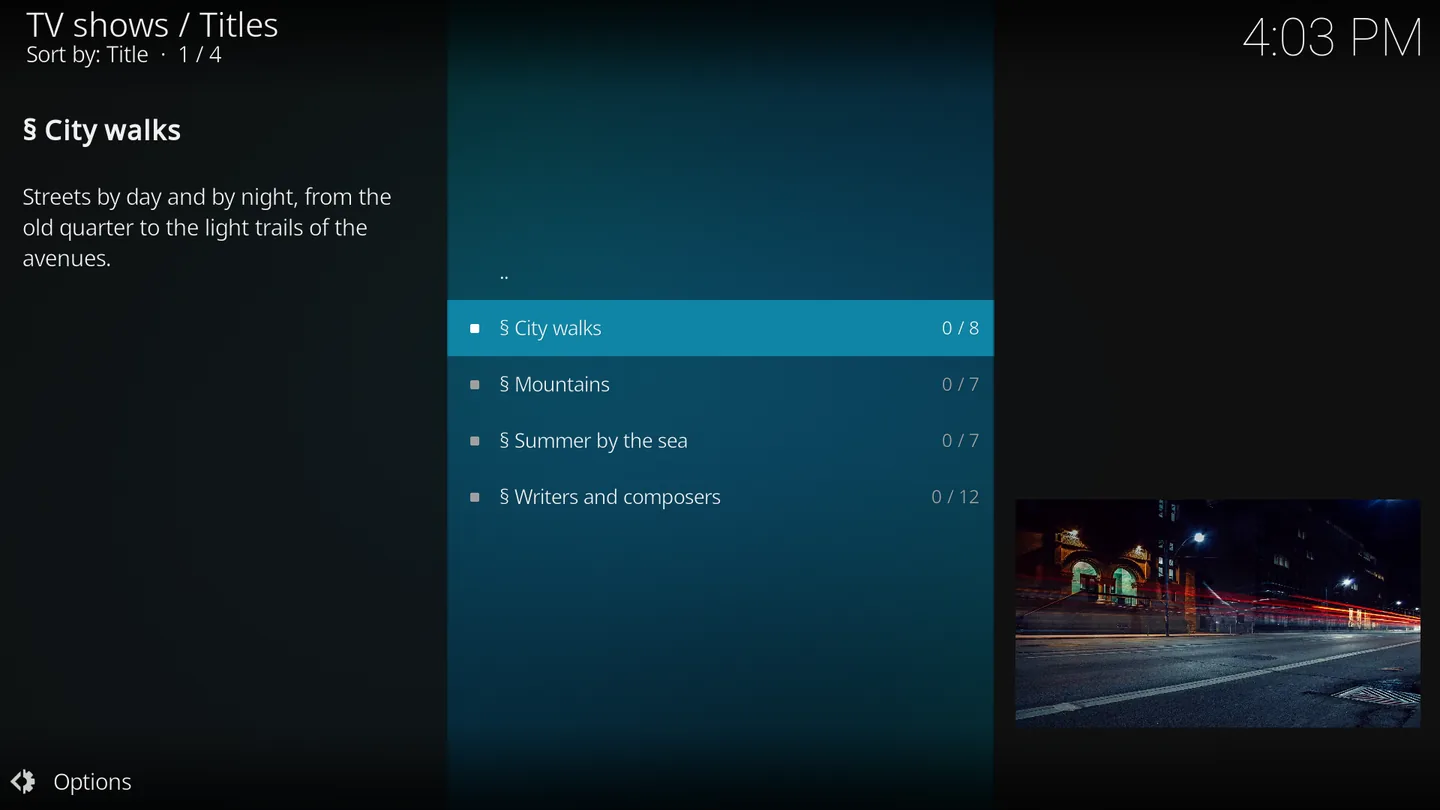 TV shows / Titles
Sort by: Title · 1 / 4
4:03 PM
§ City walks
Streets by day and by night, from the
old quarter to the light trails of the
avenues.
..
§ City walks 0 / 8
§ Mountains 0 / 7
§ Summer by the sea 0 / 7
§ Writers and composers 0 / 12
Options